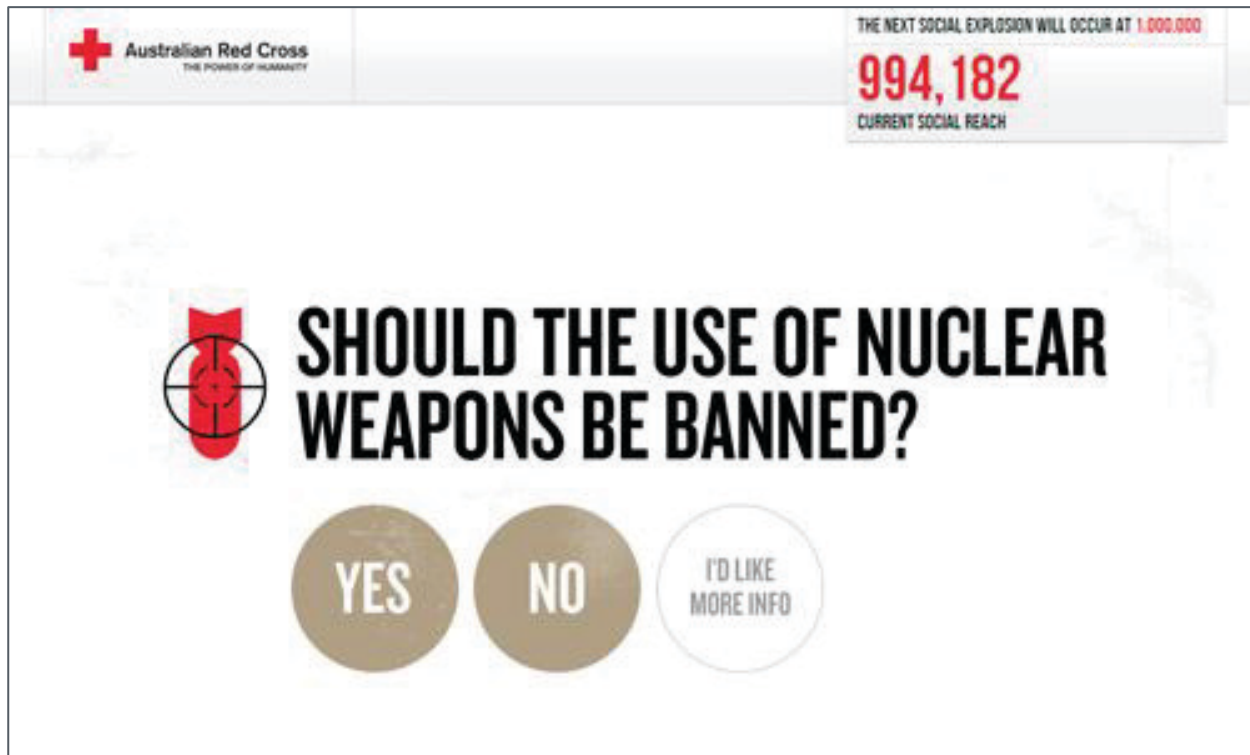 Australian Red Cross
THE POWER OF HUMANITY
THE NEXT SOCIAL EXPLOSION WILL OCCUR AT 1.000.000
994,182
CURRENT SOCIAL REACH
SHOULD THE USE OF NUCLEAR
WEAPONS BE BANNED?
YES
NO
I'D LIKE
MORE INFO